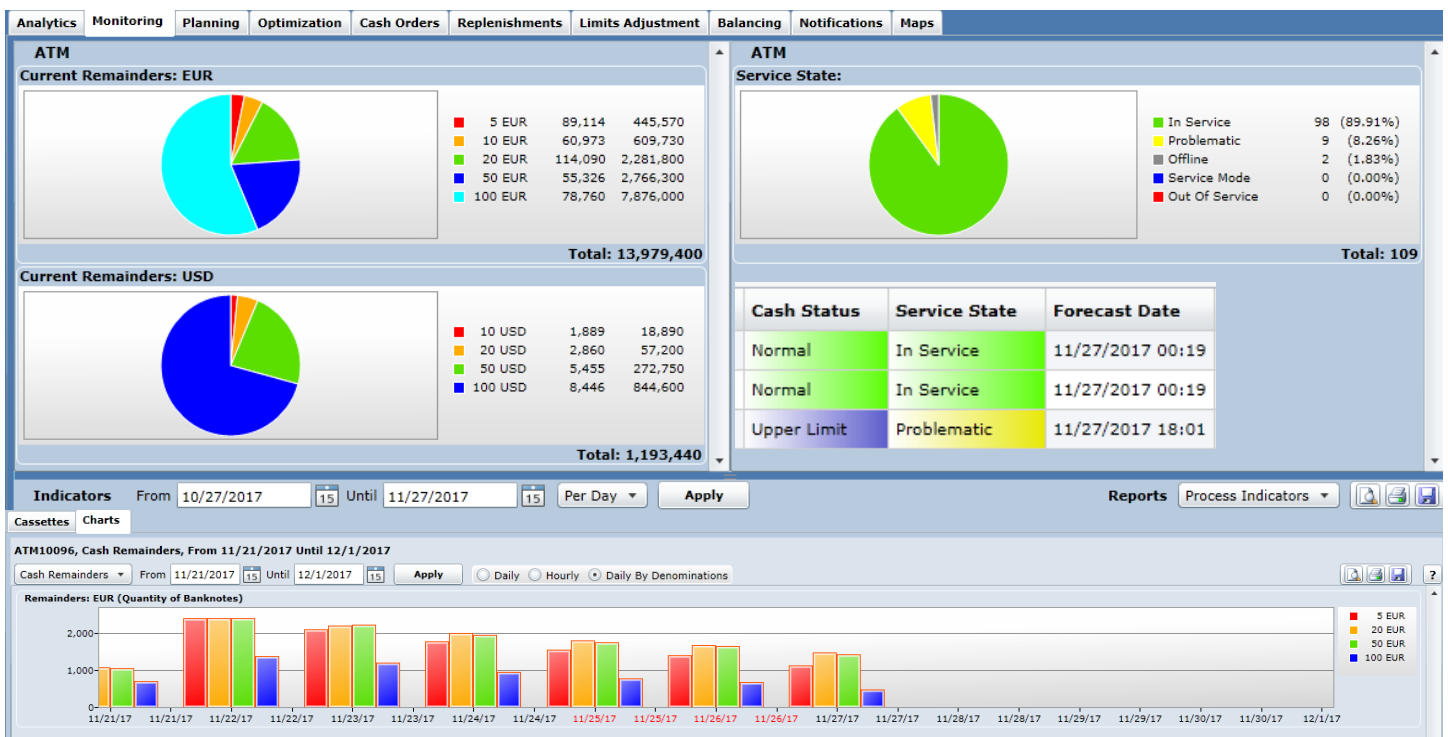 Analytics Monitoring Planning Optimization Cash Orders Replenishments Limits Adjustment Balancing Notifications Maps
ATM
Current Remainders: EUR
5 EUR 89,114 445,570
10 EUR 60,973 609,730
20 EUR 114,090 2,281,800
50 EUR 55,326 2,766,300
100 EUR 78,760 7,876,000
Total: 13,979,400
Current Remainders: USD
10 USD 1,889 18,890
20 USD 2,860 57,200
50 USD 5,455 272,750
100 USD 8,446 844,600
Total: 1,193,440
ATM
Service State:
In Service 98 (89.91%)
Problematic 9 (8.26%)
Offline 2 (1.83%)
Service Mode 0 (0.00%)
Out Of Service 0 (0.00%)
Total: 109
Cash Status Service State Forecast Date
Normal In Service 11/27/2017 00:19
Normal In Service 11/27/2017 00:19
Upper Limit Problematic 11/27/2017 18:01
Indicators From 10/27/2017 15 Until 11/27/2017 15 Per Day Apply Reports Process Indicators
Cassettes Charts
ATM10096, Cash Remainders, From 11/21/2017 Until 12/1/2017
Cash Remainders From 11/21/2017 15 Until 12/1/2017 15 Apply Daily Hourly Daily By Denominations ?
Remainders: EUR (Quantity of Banknotes)
2,000
1,000
0
11/21/17 11/21/17 11/22/17 11/22/17 11/23/17 11/23/17 11/24/17 11/24/17 11/25/17 11/25/17 11/26/17 11/26/17 11/27/17 11/27/17 11/28/17 11/28/17 11/29/17 11/29/17 11/30/17 11/30/17 12/1/17
5 EUR
20 EUR
50 EUR
100 EUR